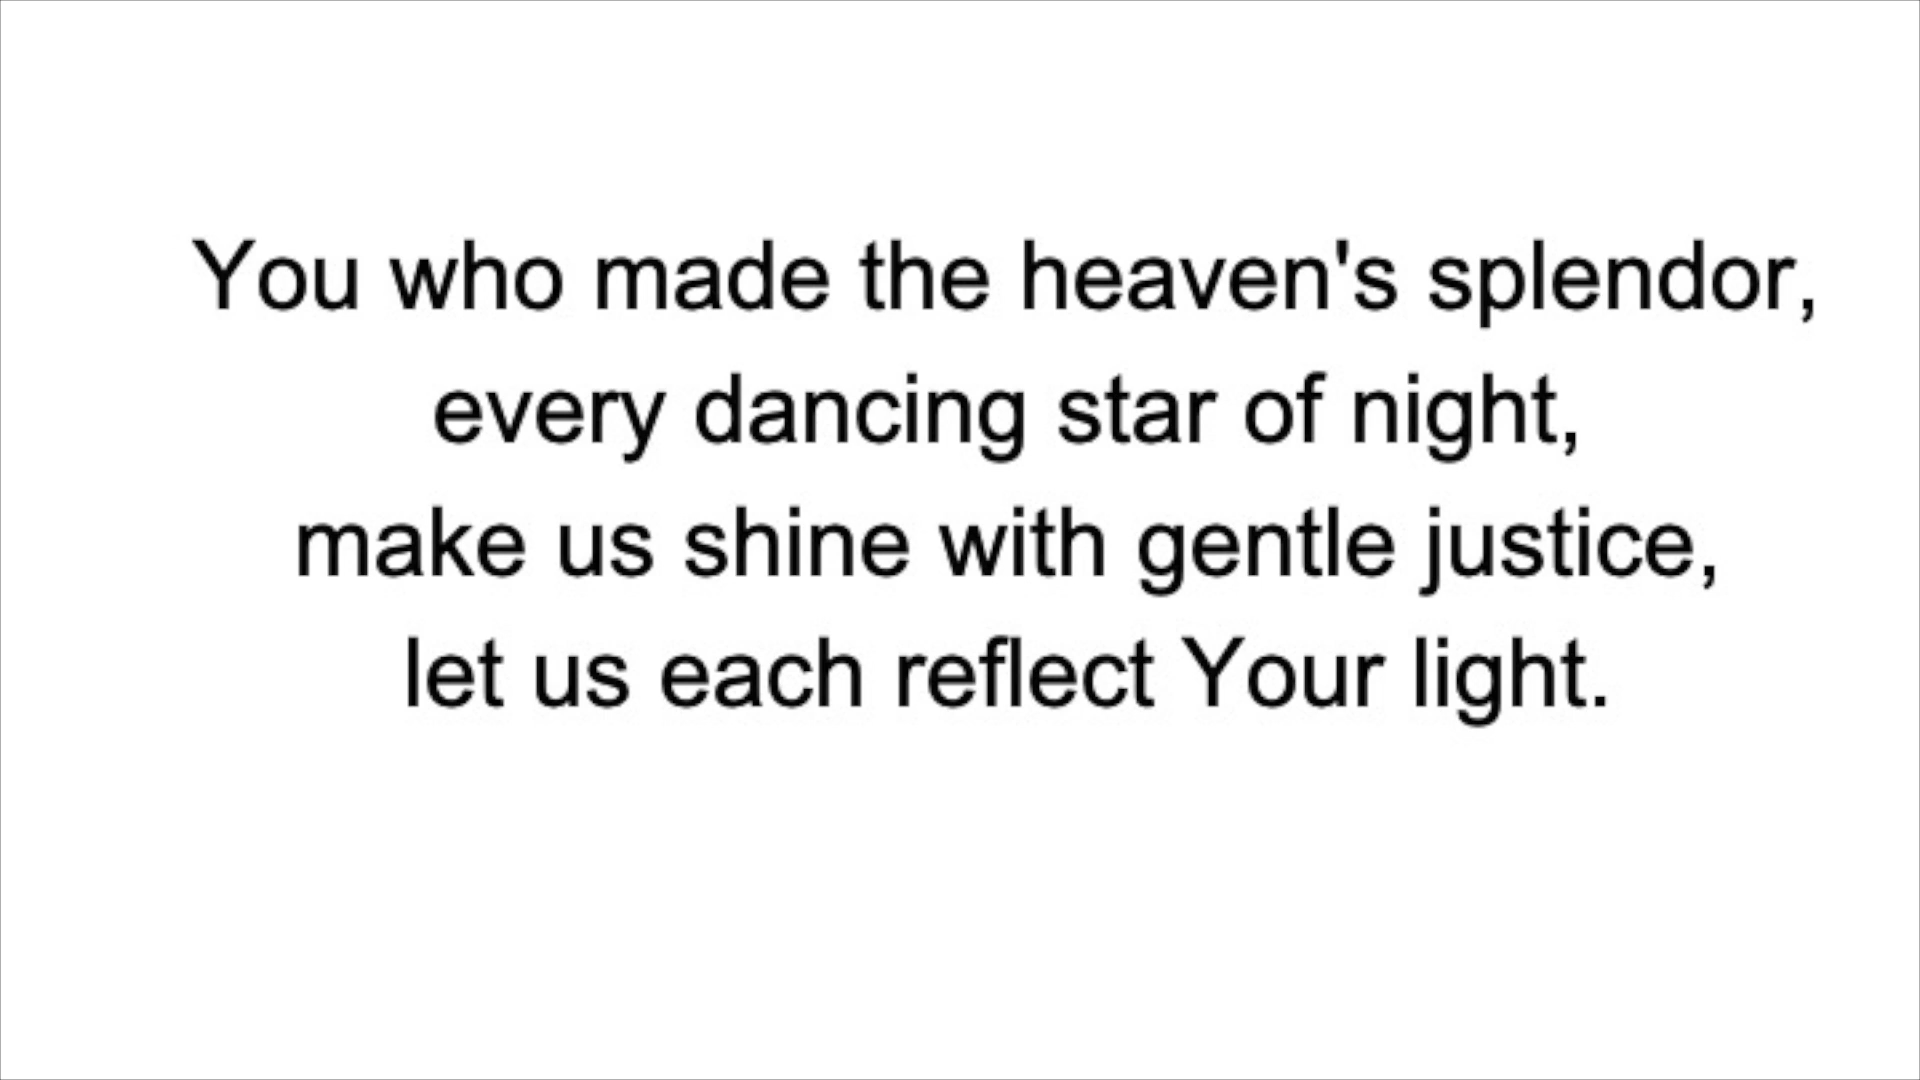 You who made the heaven's splendor,
every dancing star of night,
make us shine with gentle justice,
let us each reflect Your light.